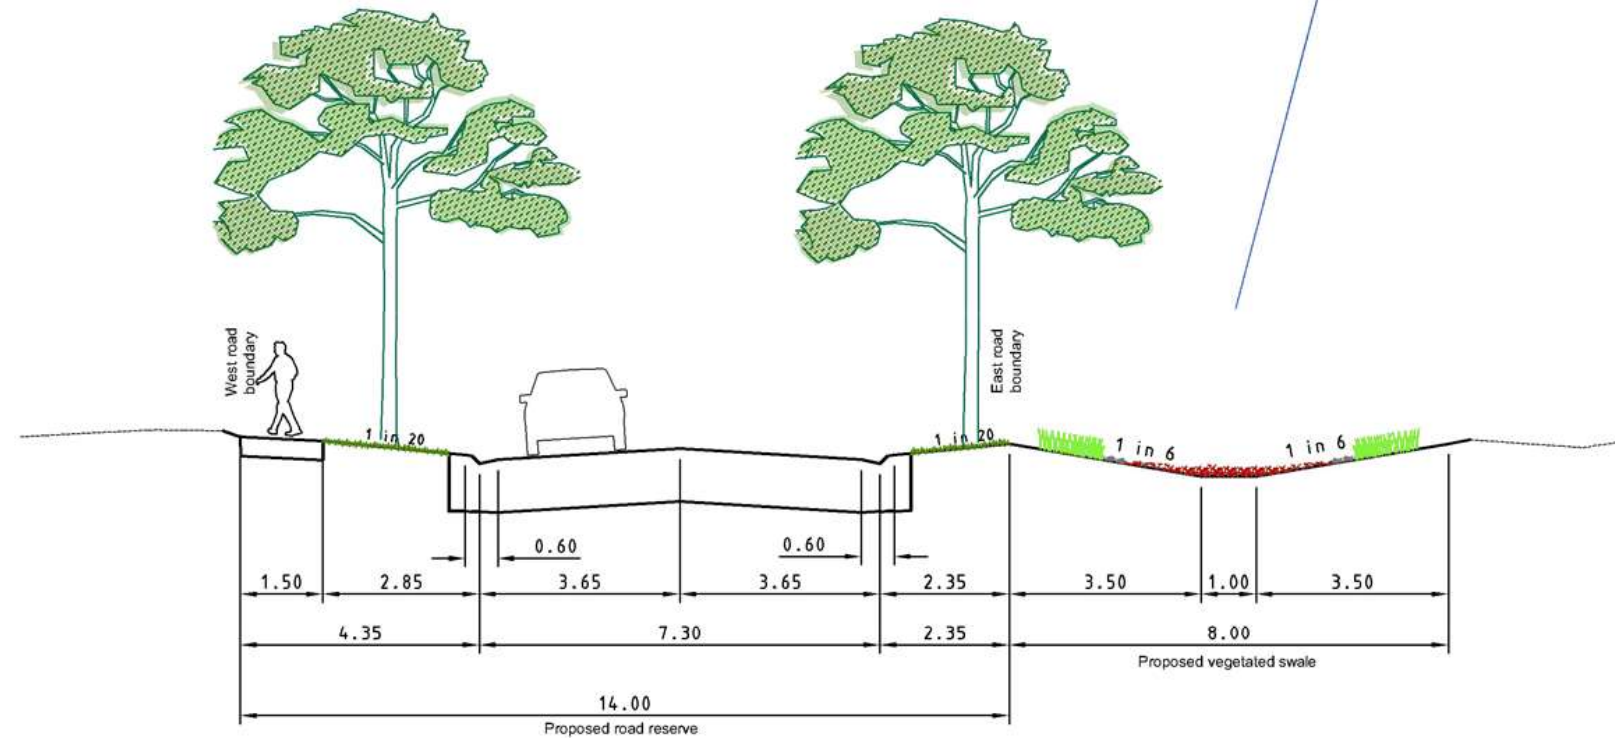 West road
boundary
East road
boundary
1 in 20
1 in 20
1 in 6
1 in 6
0.60
0.60
1.50
2.85
3.65
3.65
2.35
3.50
1.00
3.50
4.35
7.30
2.35
8.00
Proposed vegetated swale
14.00
Proposed road reserve